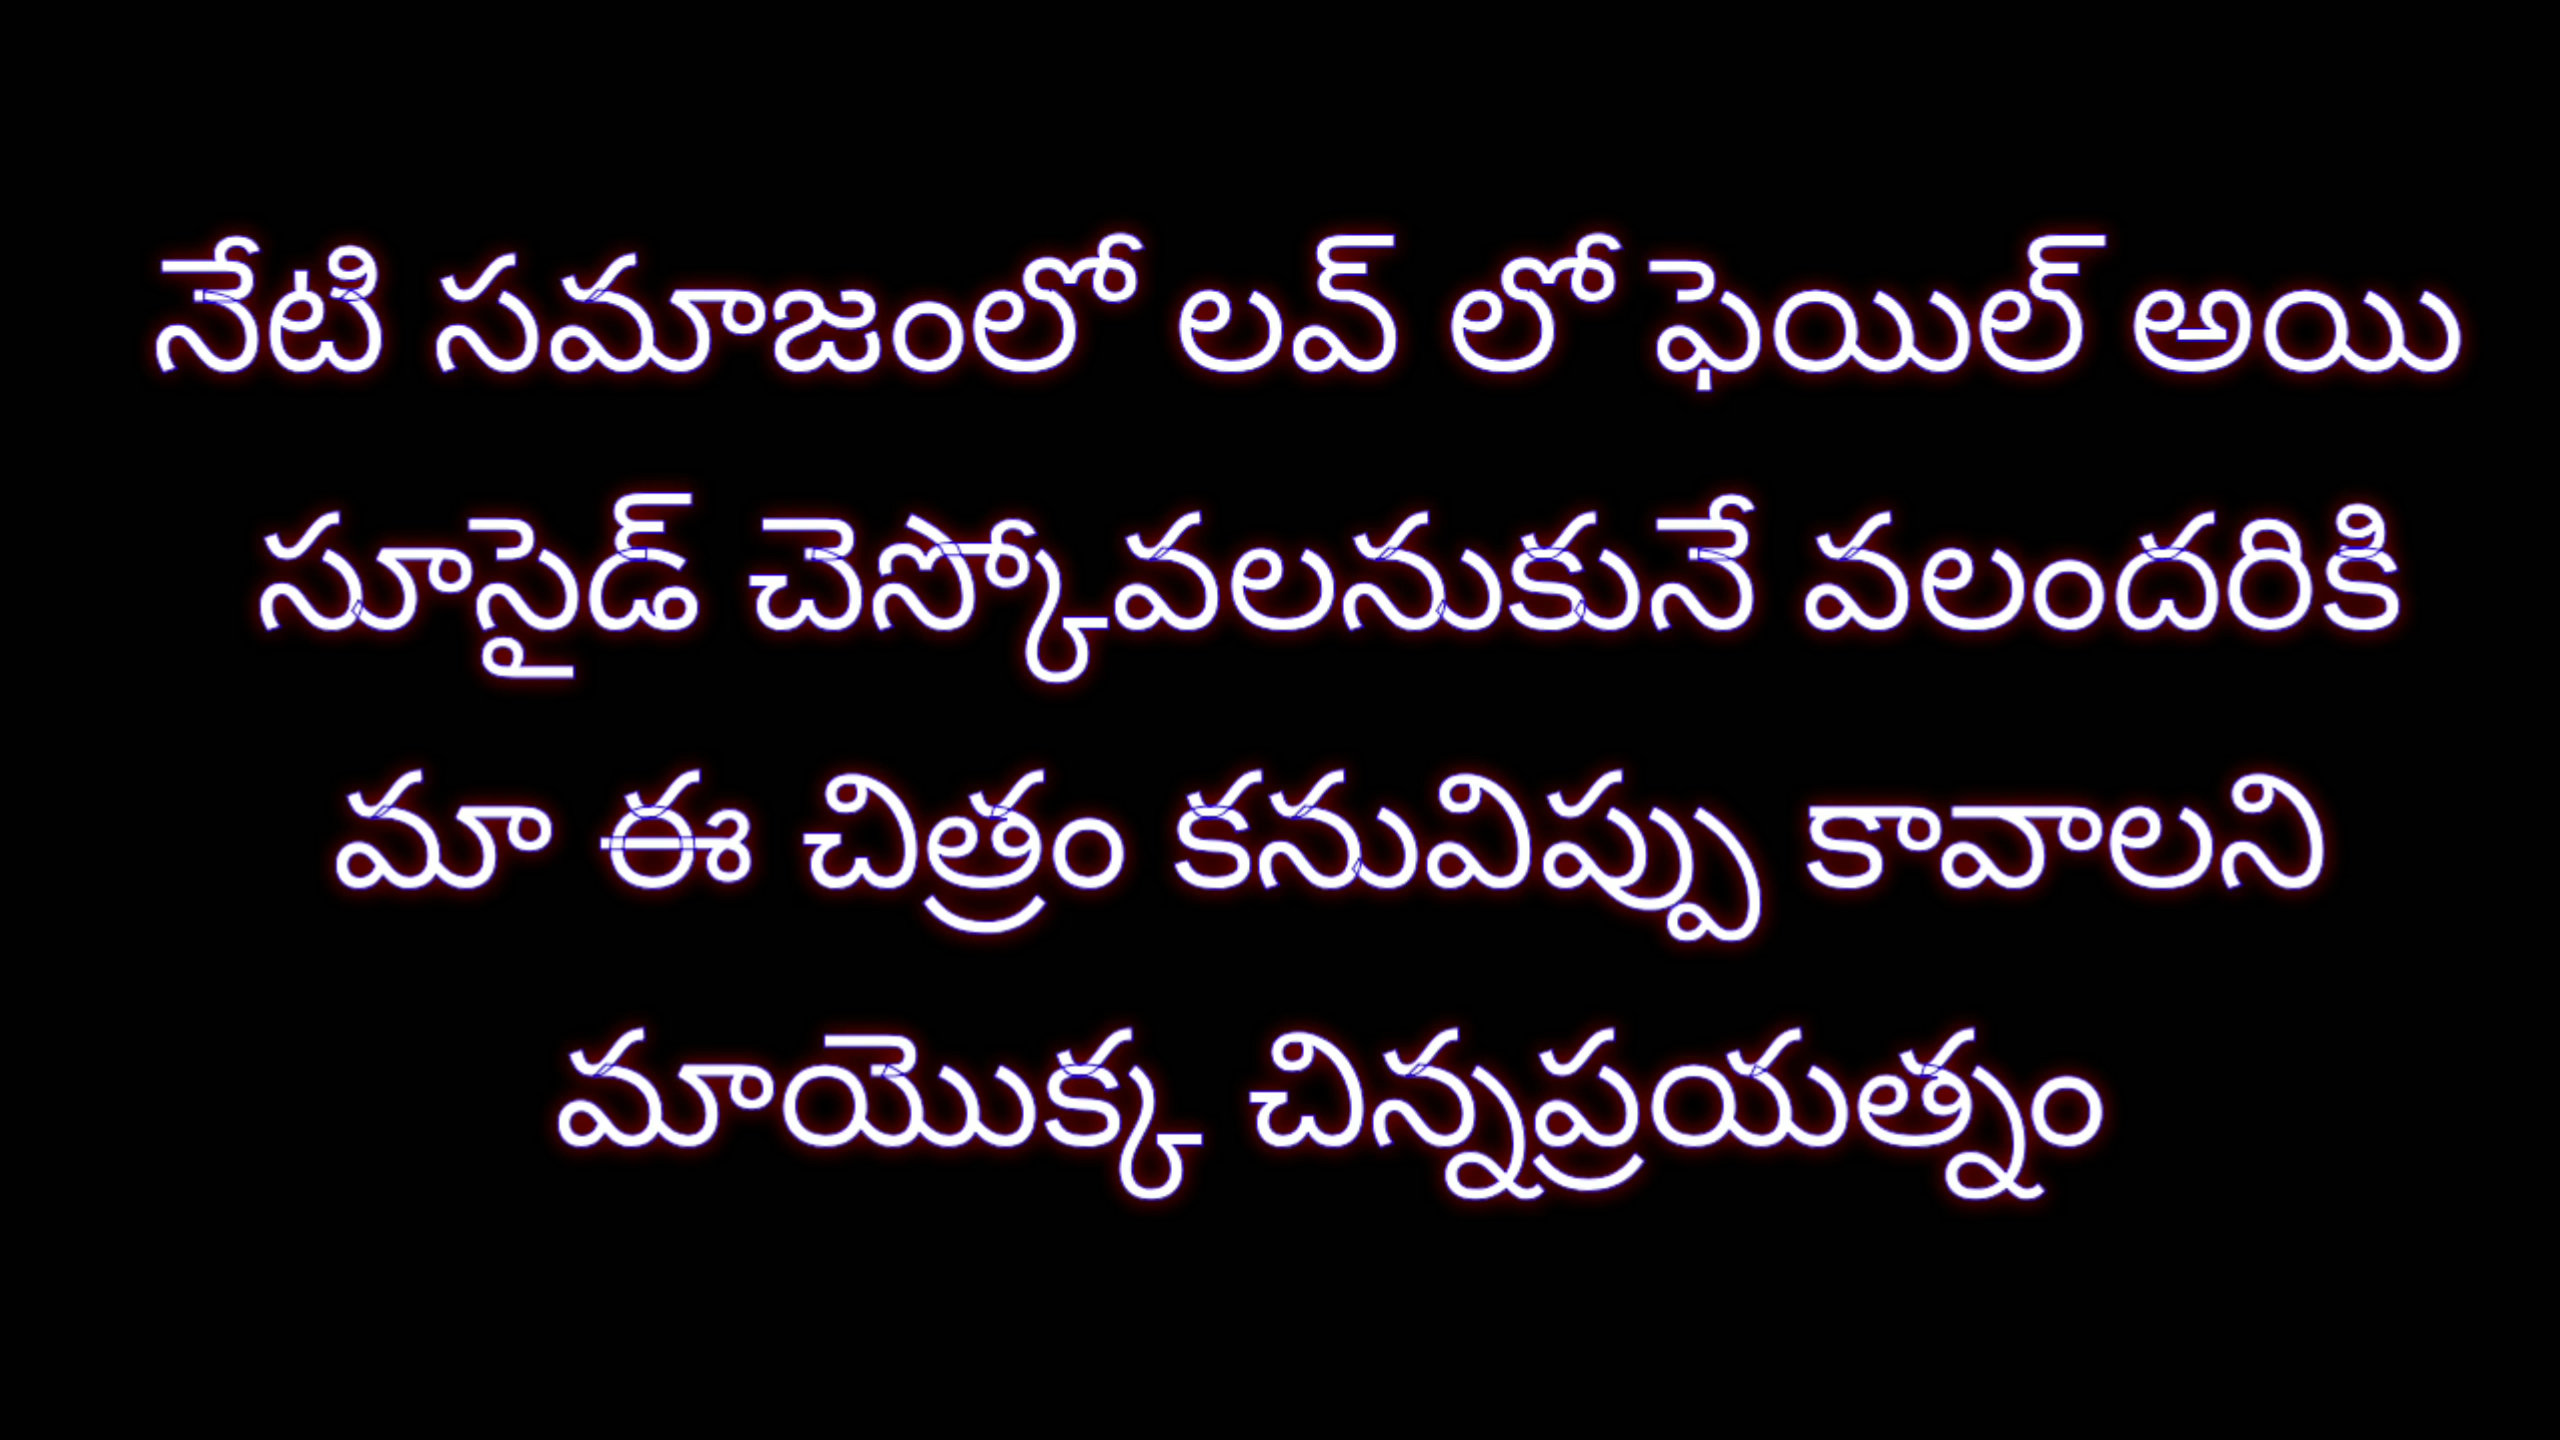 నేటి సమాజంలో లవ్ లో ఫెయిల్ అయి
సూసైడ్ చెస్కోవలనుకునే వలందరికి
మా ఈ చిత్రం కనువిప్పు కావాలని
మాయొక్క చిన్నప్రయత్నం